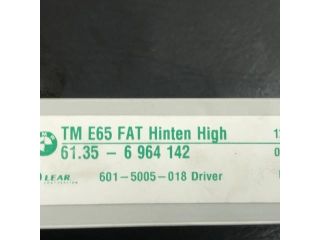 TM E65 FAT Hinten High
61.35 - 6 964 142
LEAR
601-5005-018 Driver